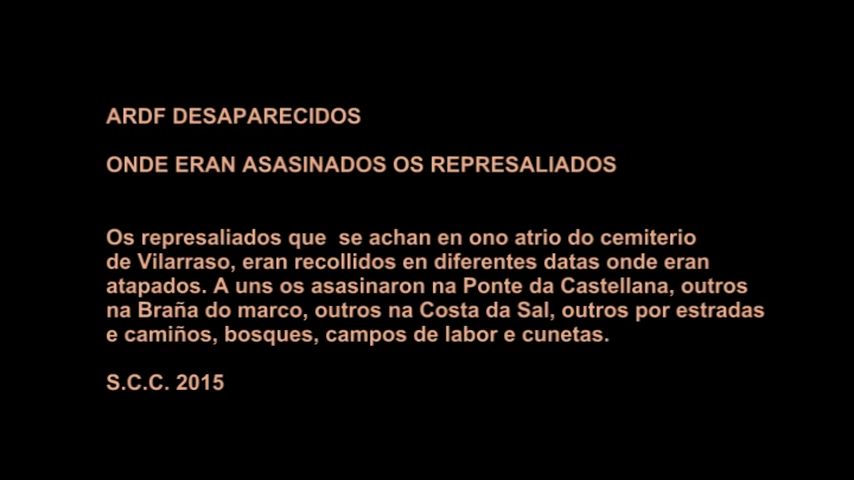 ARDF DESAPARECIDOS
ONDE ERAN ASASINADOS OS REPRESALIADOS
Os represaliados que  se achan en ono atrio do cemiterio
de Vilarraso, eran recollidos en diferentes datas onde eran
atapados. A uns os asasinaron na Ponte da Castellana, outros
na Braña do marco, outros na Costa da Sal, outros por estradas
e camiños, bosques, campos de labor e cunetas.
S.C.C. 2015